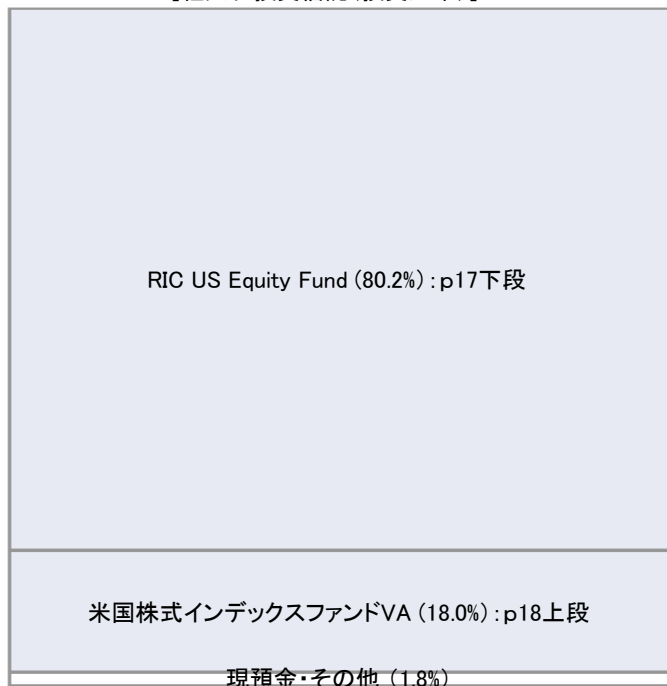 RIC US Equity Fund (80.2%):p17下段
米国株式インデックスファンドVA (18.0%):p18上段
現預金・その他 (1.8%)